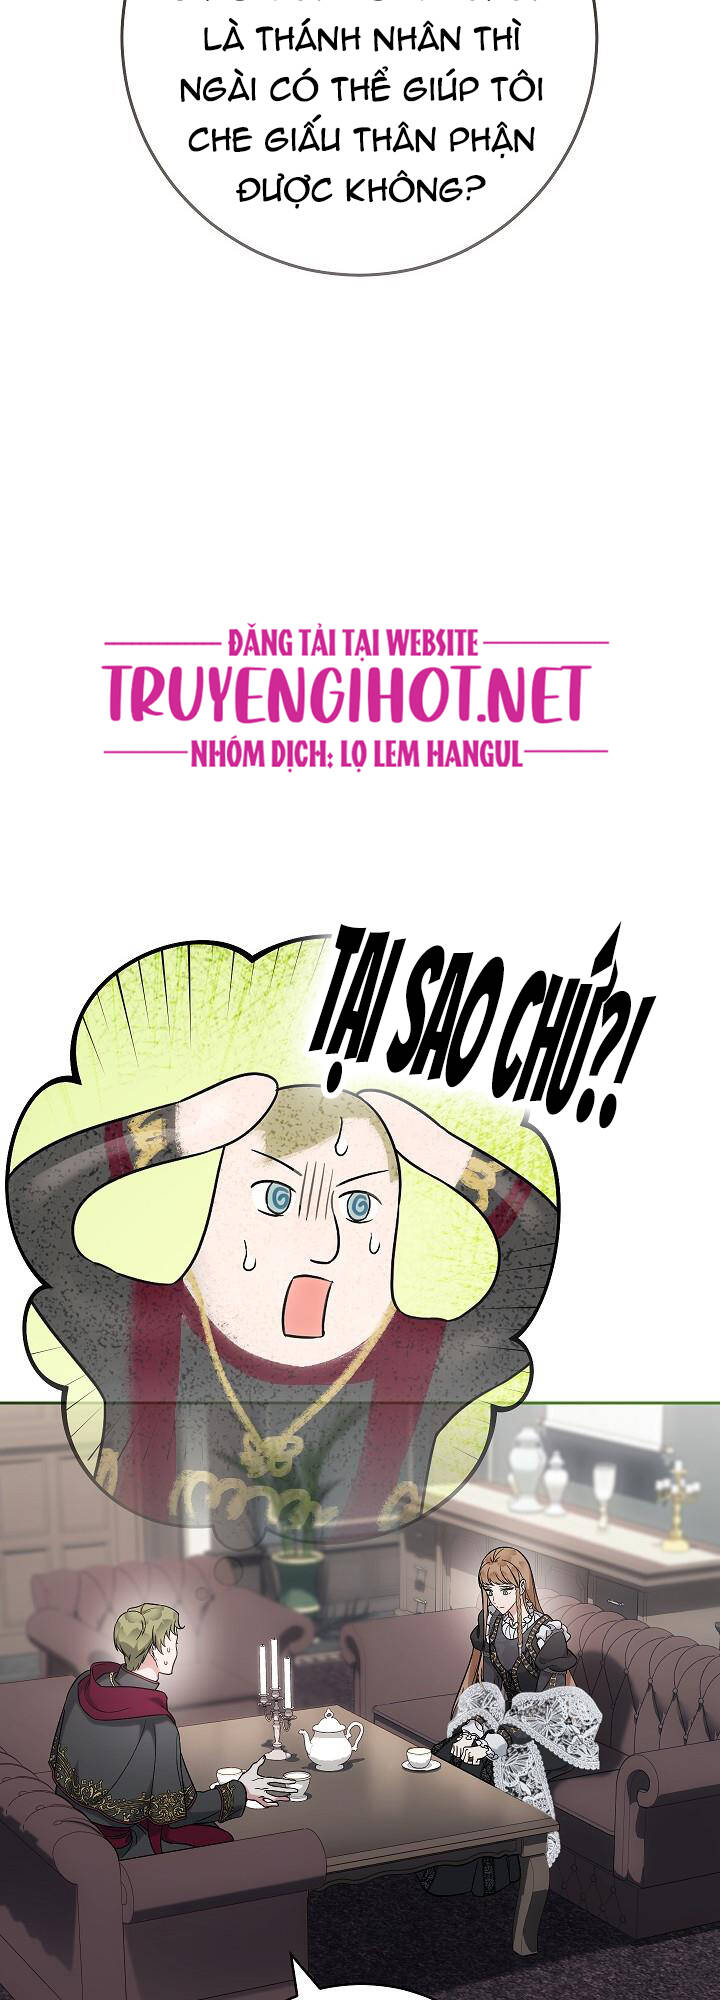 LÀ THÁNH NHÂN THÌ
NGÀI CÓ THỂ GIÚP TÔI
CHE GIẤU THÂN PHẬN
ĐƯỢC KHÔNG?
ĐĂNG TẢI TẠI WEBSITE
TRUYENGIHOT.NET
NHÓM DỊCH: LỌ LEM HANGUL
TẠI SAO CHỨ?!